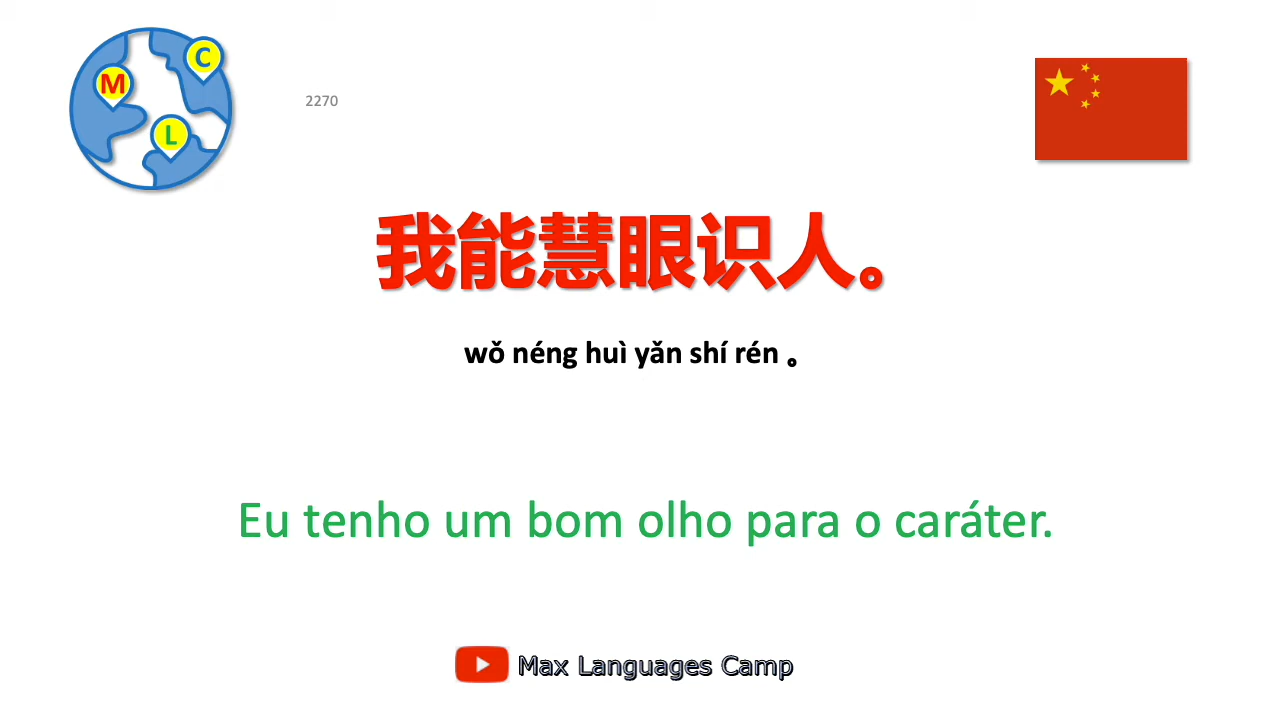 M
C
L
2270
我能慧眼识人。
wǒ néng huì yǎn shí rén 。
Eu tenho um bom olho para o caráter.
Max Languages Camp